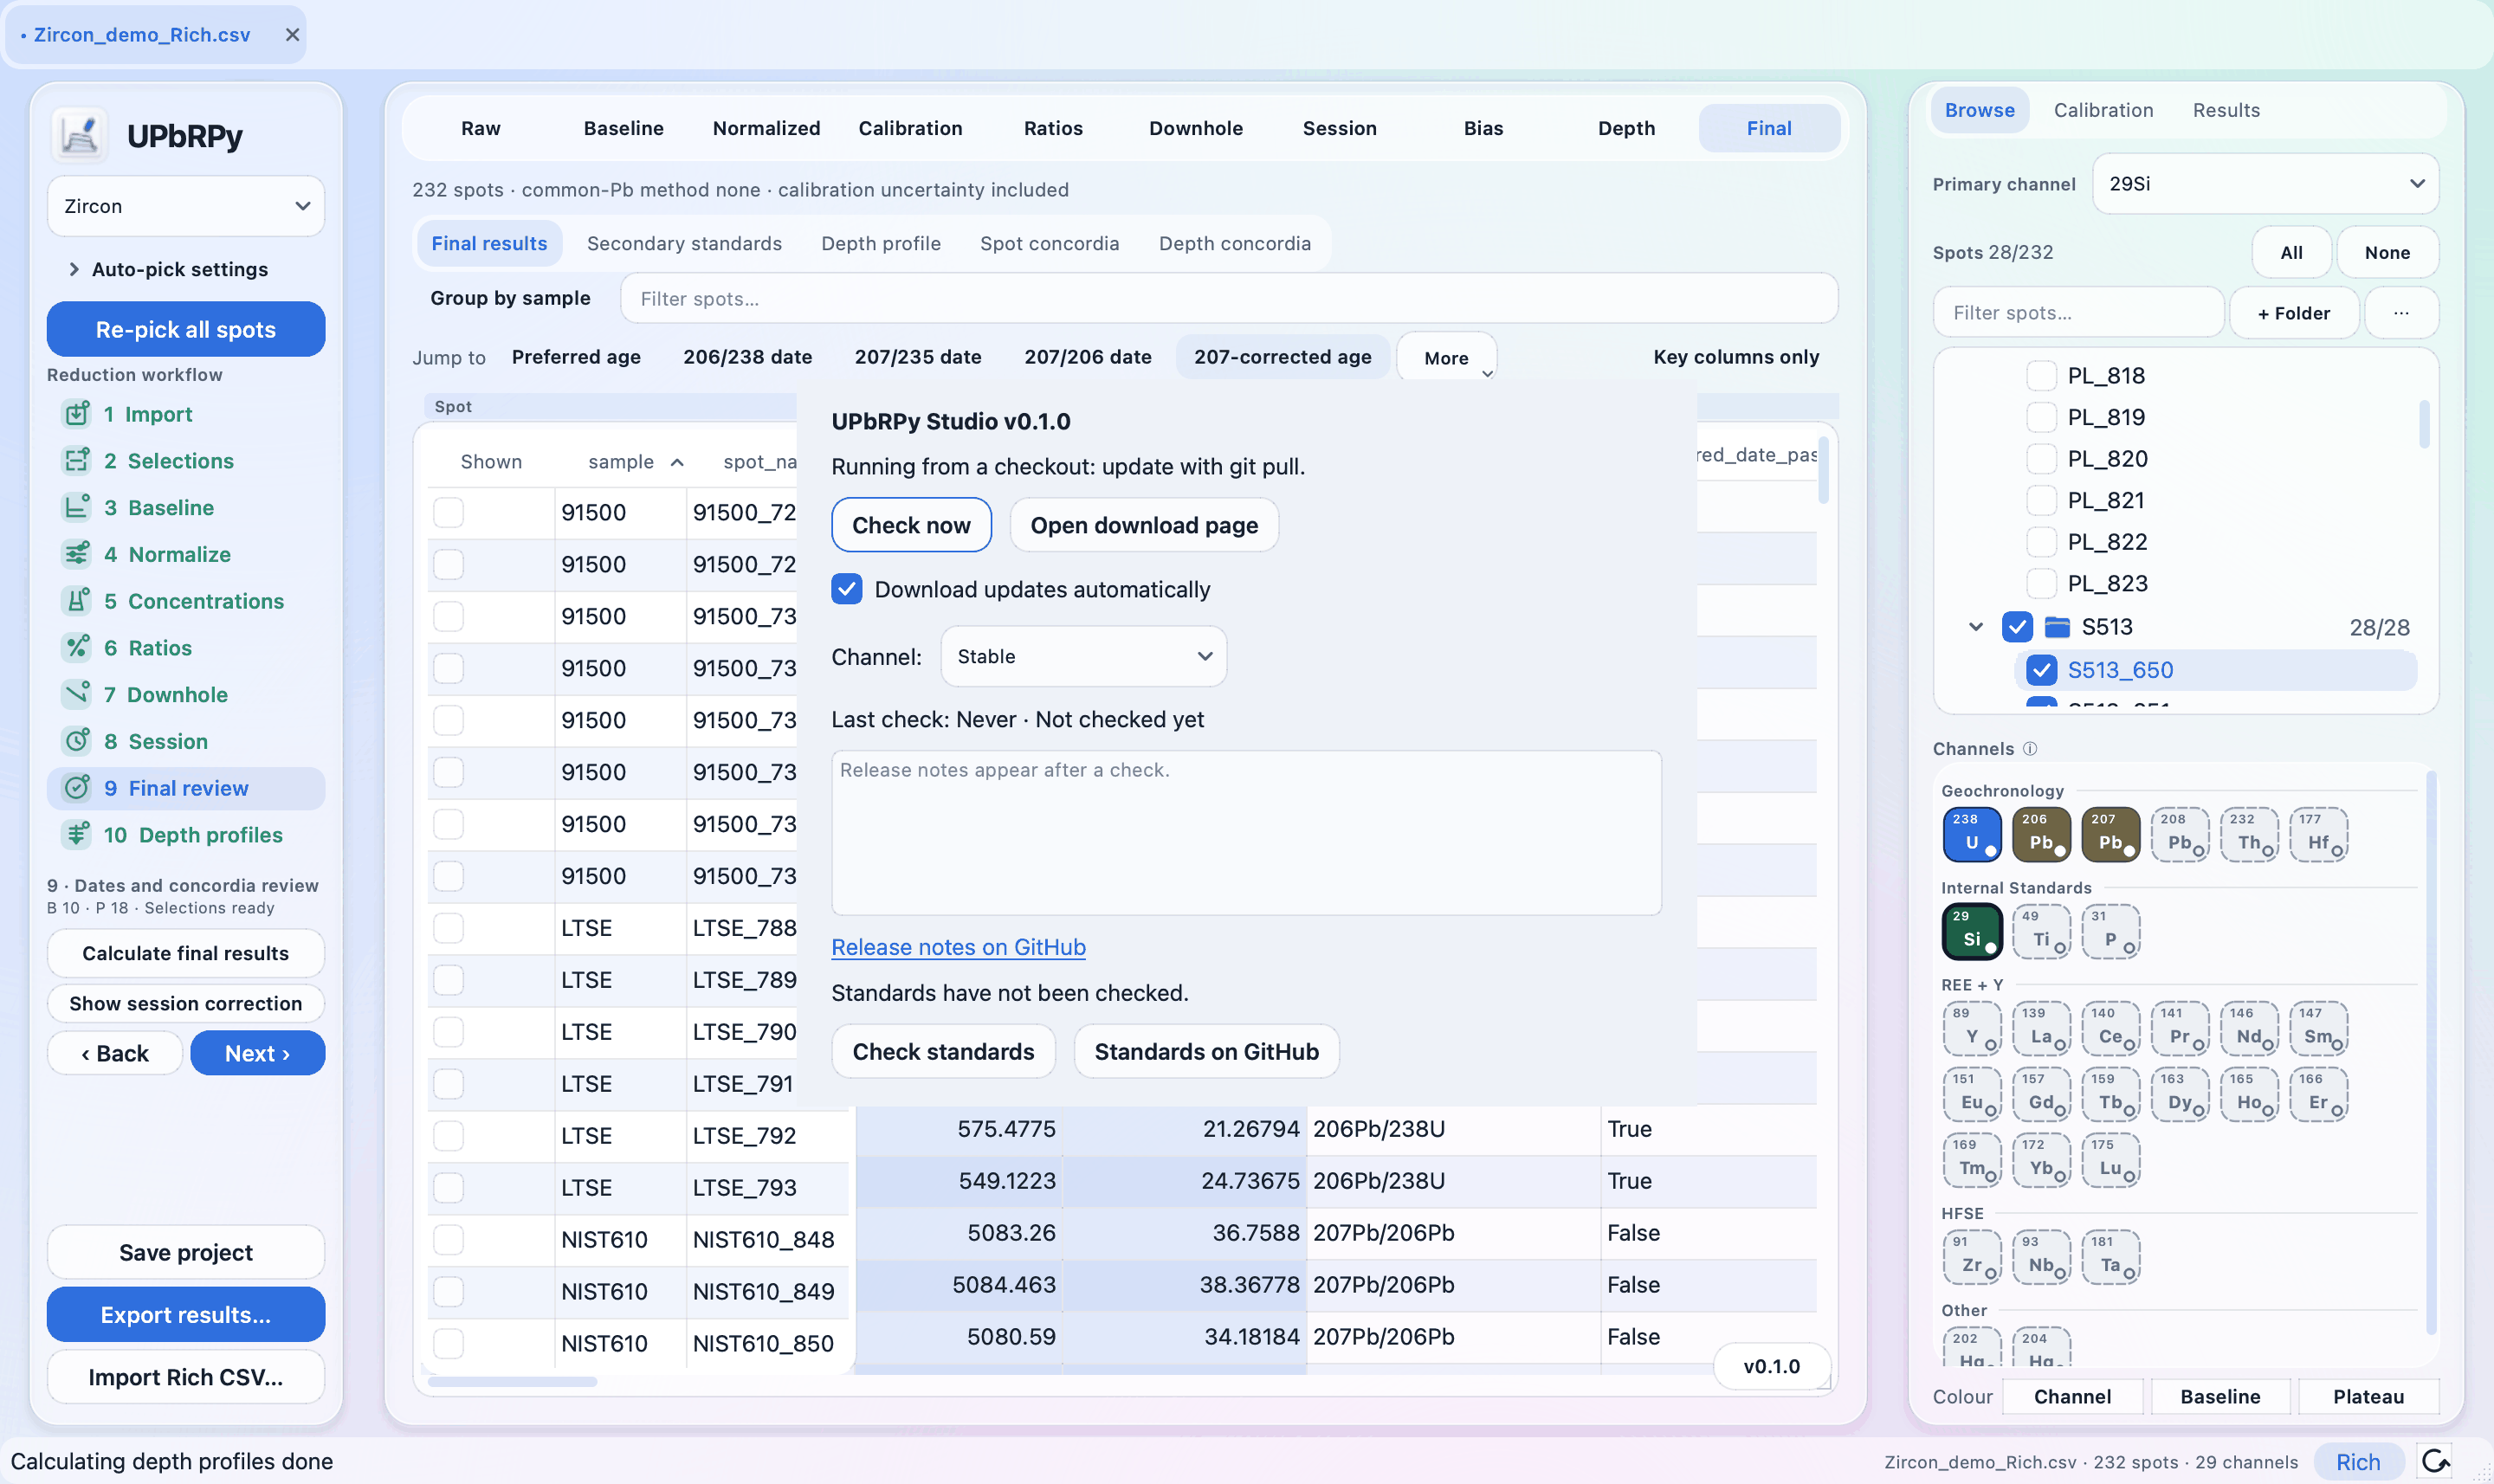 • Zircon_demo_Rich.csv ×
UPbRPy
Zircon
Auto-pick settings
Re-pick all spots
Reduction workflow
1 Import
2 Selections
3 Baseline
4 Normalize
5 Concentrations
6 Ratios
7 Downhole
8 Session
9 Final review
10 Depth profiles
9 · Dates and concordia review
B 10 · P 18 · Selections ready
Calculate final results
Show session correction
‹ Back Next ›
Save project
Export results...
Import Rich CSV...
Raw Baseline Normalized Calibration Ratios Downhole Session Bias Depth Final
232 spots · common-Pb method none · calibration uncertainty included
Final results Secondary standards Depth profile Spot concordia Depth concordia
Group by sample Filter spots...
Jump to Preferred age 206/238 date 207/235 date 207/206 date 207-corrected age More Key columns only
Spot
Shown sample spot_na red_date_pas
91500 91500_72
91500 91500_72
91500 91500_73
91500 91500_73
91500 91500_73
91500 91500_73
91500 91500_73
91500 91500_73
LTSE LTSE_788
LTSE LTSE_789
LTSE LTSE_790
LTSE LTSE_791
LTSE LTSE_792 575.4775 21.26794 206Pb/238U True
LTSE LTSE_793 549.1223 24.73675 206Pb/238U True
NIST610 NIST610_848 5083.26 36.7588 207Pb/206Pb False
NIST610 NIST610_849 5084.463 38.36778 207Pb/206Pb False
NIST610 NIST610_850 5080.59 34.18184 207Pb/206Pb False
v0.1.0
UPbRPy Studio v0.1.0
Running from a checkout: update with git pull.
Check now Open download page
Download updates automatically
Channel: Stable
Last check: Never · Not checked yet
Release notes appear after a check.
Release notes on GitHub
Standards have not been checked.
Check standards Standards on GitHub
Browse Calibration Results
Primary channel 29Si
Spots 28/232 All None
Filter spots... + Folder ...
PL_818
PL_819
PL_820
PL_821
PL_822
PL_823
S513 28/28
S513_650
Channels ⓘ
Geochronology
238 U 206 Pb 207 Pb 208 Pb 232 Th 177 Hf
Internal Standards
29 Si 49 Ti 31 P
REE + Y
89 Y 139 La 140 Ce 141 Pr 146 Nd 147 Sm
151 Eu 157 Gd 159 Tb 163 Dy 165 Ho 166 Er
169 Tm 172 Yb 175 Lu
HFSE
91 Zr 93 Nb 181 Ta
Other
202 Hg 204 Hg
Colour Channel Baseline Plateau
Calculating depth profiles done
Zircon_demo_Rich.csv · 232 spots · 29 channels Rich